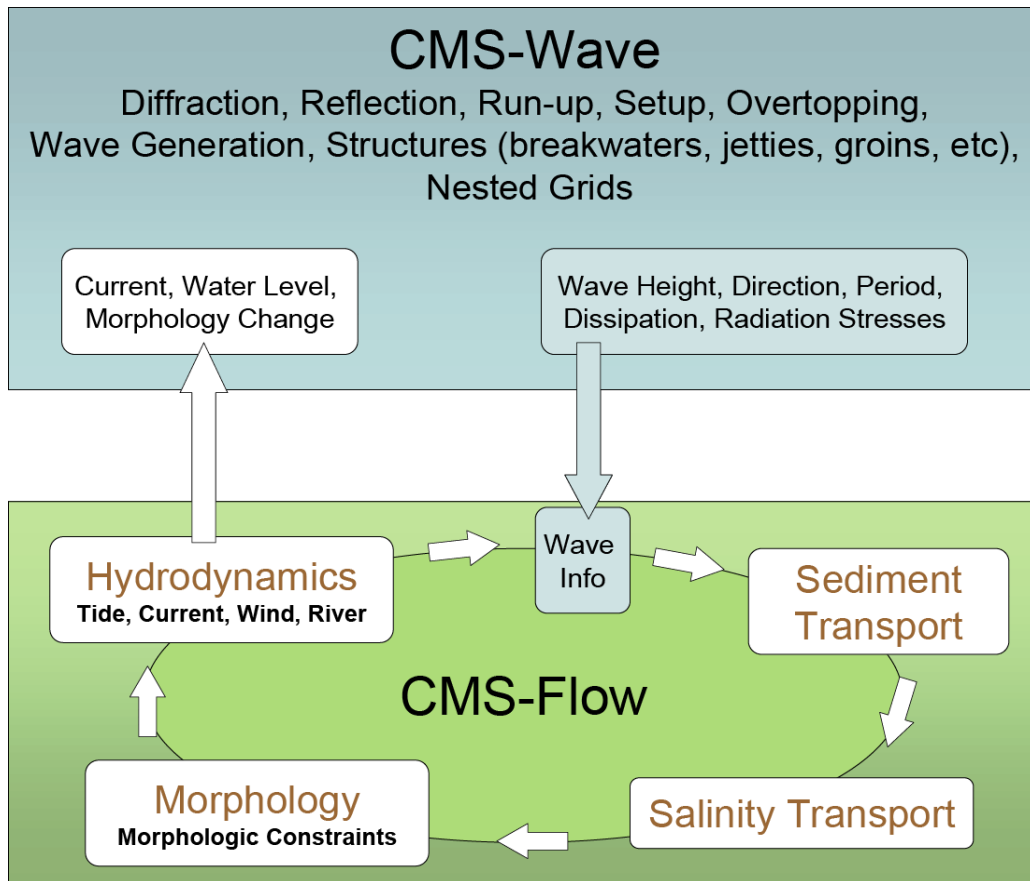 CMS-Wave
Diffraction, Reflection, Run-up, Setup, Overtopping,
Wave Generation, Structures (breakwaters, jetties, groins, etc),
Nested Grids
Current, Water Level,
Morphology Change
Wave Height, Direction, Period,
Dissipation, Radiation Stresses
Wave
Info
Hydrodynamics
Tide, Current, Wind, River
Sediment
Transport
CMS-Flow
Morphology
Morphologic Constraints
Salinity Transport